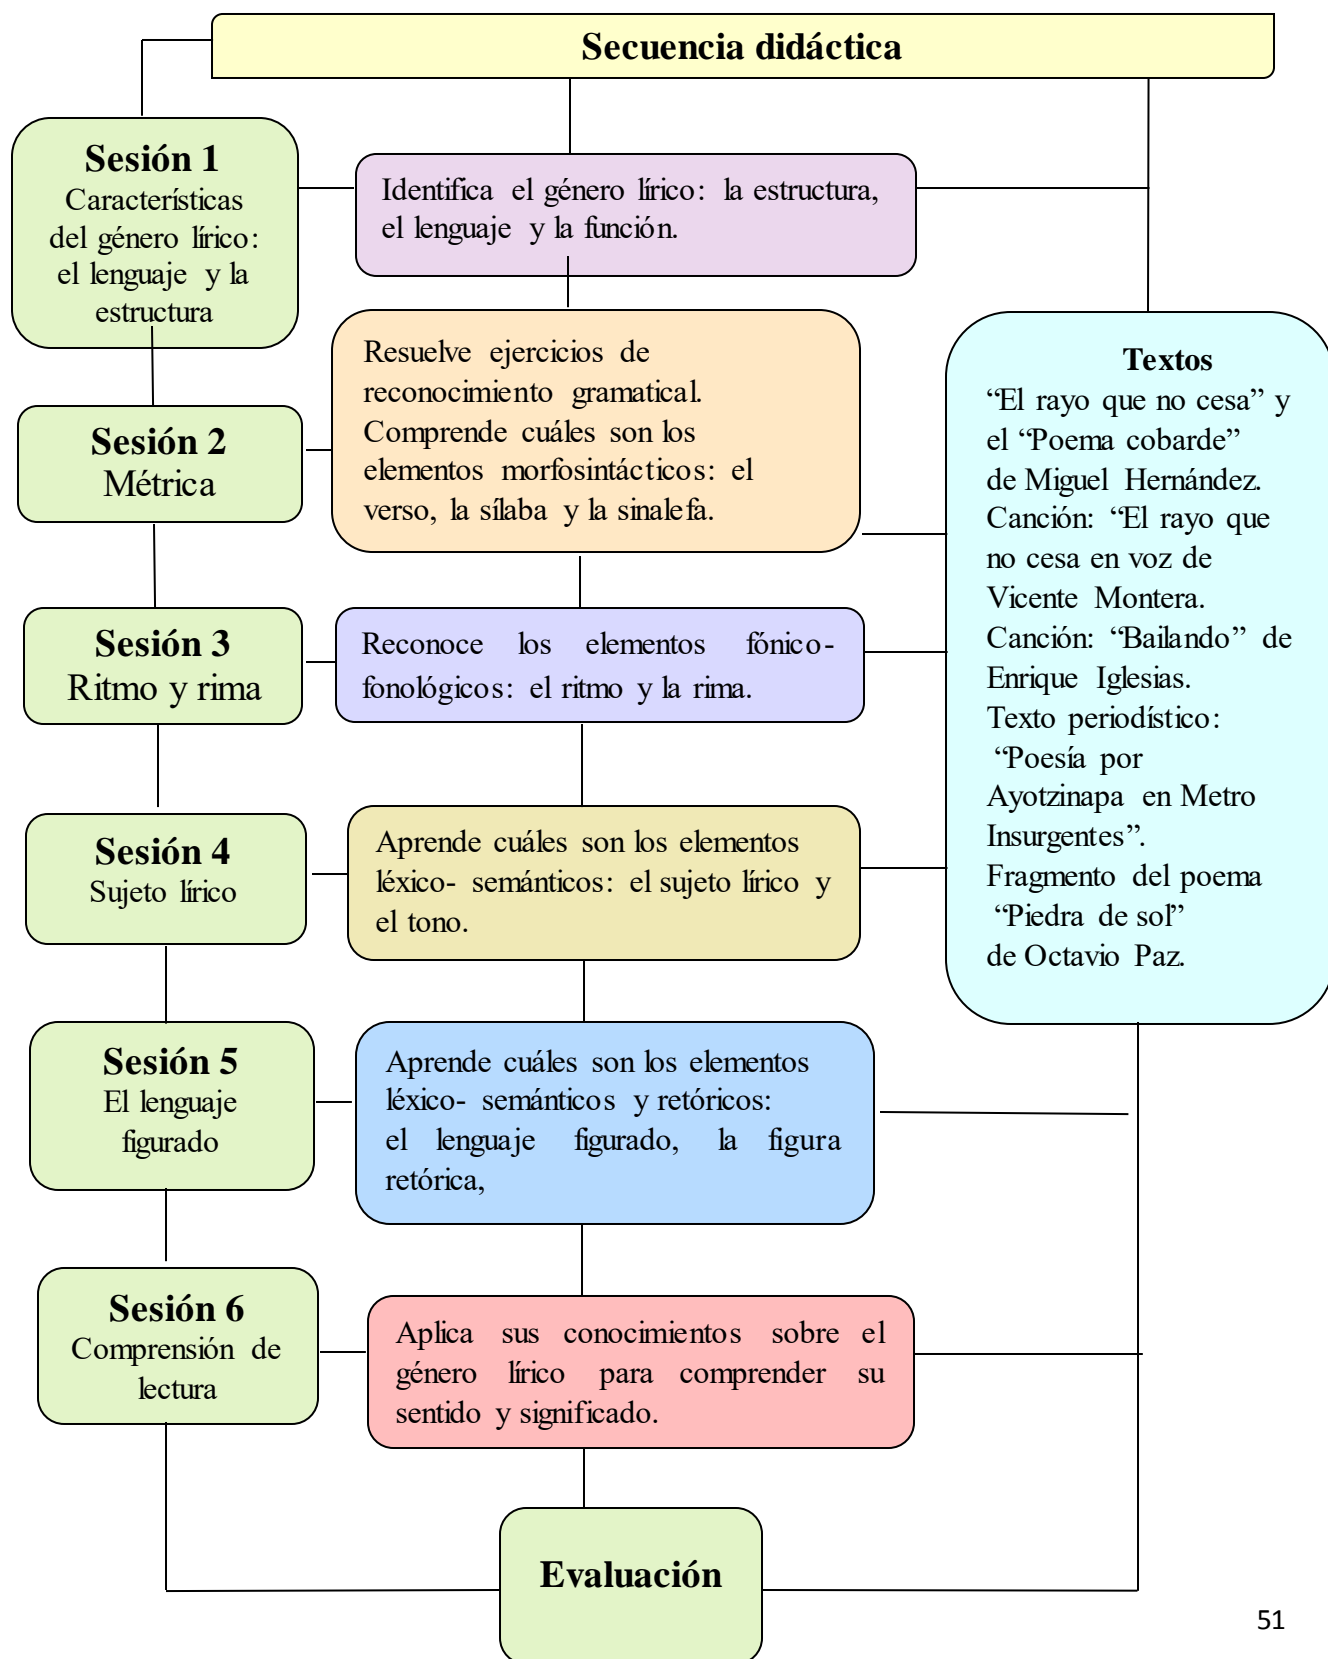 Secuencia didáctica
Sesión 1
Características
del género lírico:
el lenguaje y la
estructura
Identifica el género lírico: la estructura,
el lenguaje y la función.
Sesión 2
Métrica
Resuelve ejercicios de
reconocimiento gramatical.
Comprende cuáles son los
elementos morfosintácticos: el
verso, la sílaba y la sinalefa.
Sesión 3
Ritmo y rima
Reconoce los elementos fónico-
fonológicos: el ritmo y la rima.
Sesión 4
Sujeto lírico
Aprende cuáles son los elementos
léxico- semánticos: el sujeto lírico y
el tono.
Sesión 5
El lenguaje
figurado
Aprende cuáles son los elementos
léxico- semánticos y retóricos:
el lenguaje figurado, la figura
retórica,
Sesión 6
Comprensión de
lectura
Aplica sus conocimientos sobre el
género lírico para comprender su
sentido y significado.
Textos
“El rayo que no cesa” y
el “Poema cobarde”
de Miguel Hernández.
Canción: “El rayo que
no cesa en voz de
Vicente Montera.
Canción: “Bailando” de
Enrique Iglesias.
Texto periodístico:
“Poesía por
Ayotzinapa en Metro
Insurgentes”.
Fragmento del poema
“Piedra de sol”
de Octavio Paz.
Evaluación
51